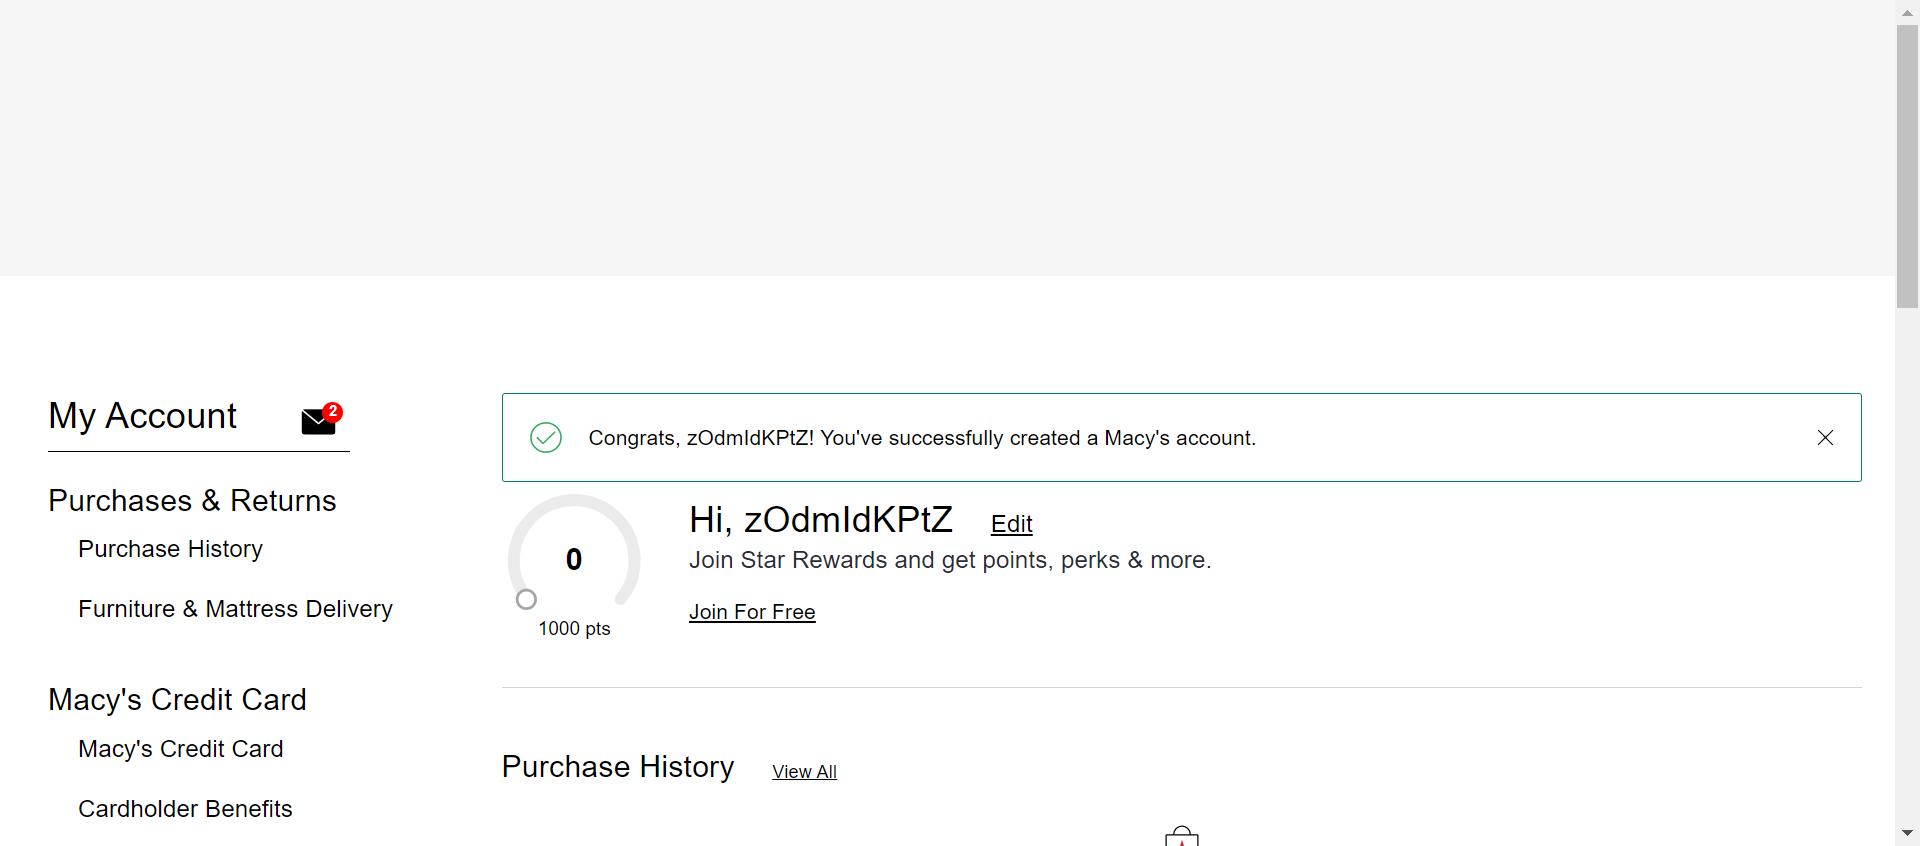 My Account
2
Purchases & Returns
Purchase History
Furniture & Mattress Delivery
Macy's Credit Card
Macy's Credit Card
Cardholder Benefits
Congrats, zOdmIdKPtZ! You've successfully created a Macy's account.
0
1000 pts
Hi, zOdmIdKPtZ Edit
Join Star Rewards and get points, perks & more.
Join For Free
Purchase History View All